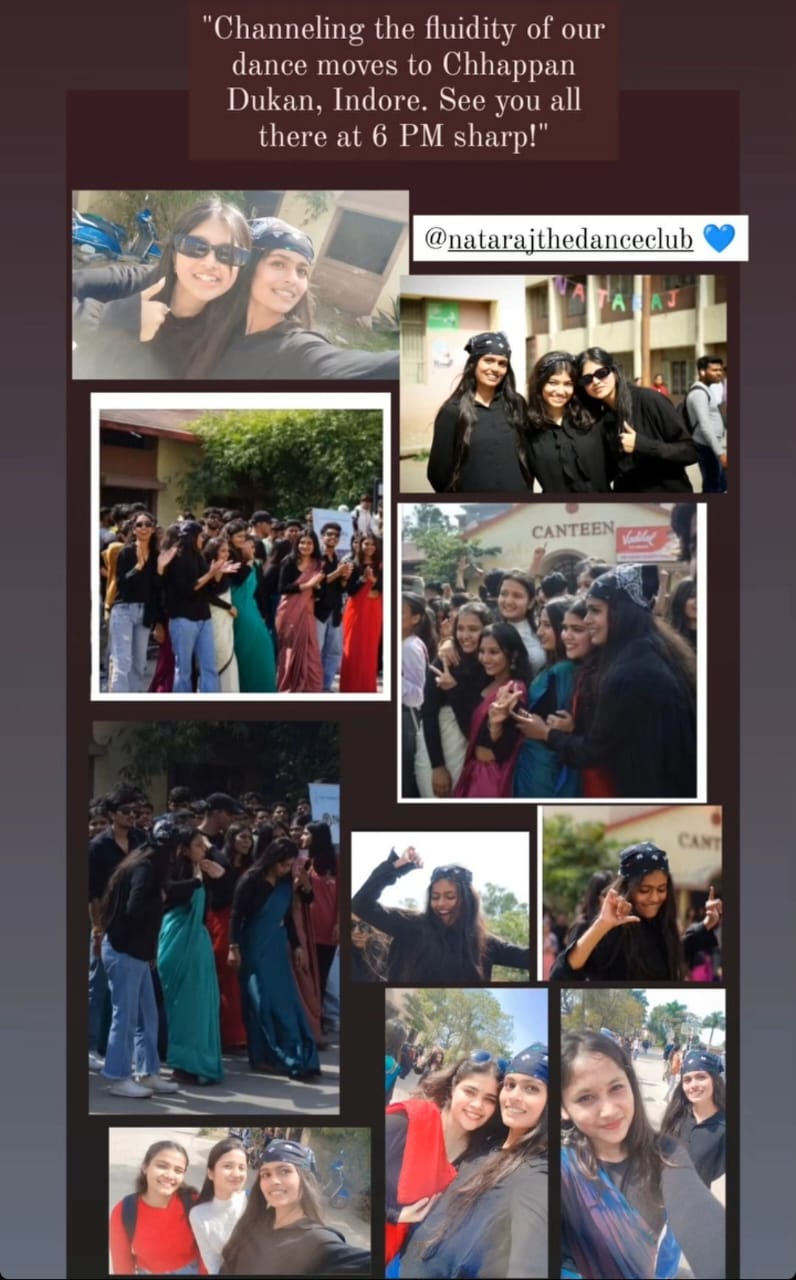 "Channeling the fluidity of our
dance moves to Chhappan
Dukan, Indore. See you all
there at 6 PM sharp!"
@natarajthedanceclub 💙
NATARAJ
CANTEEN
Vadilal
CANT